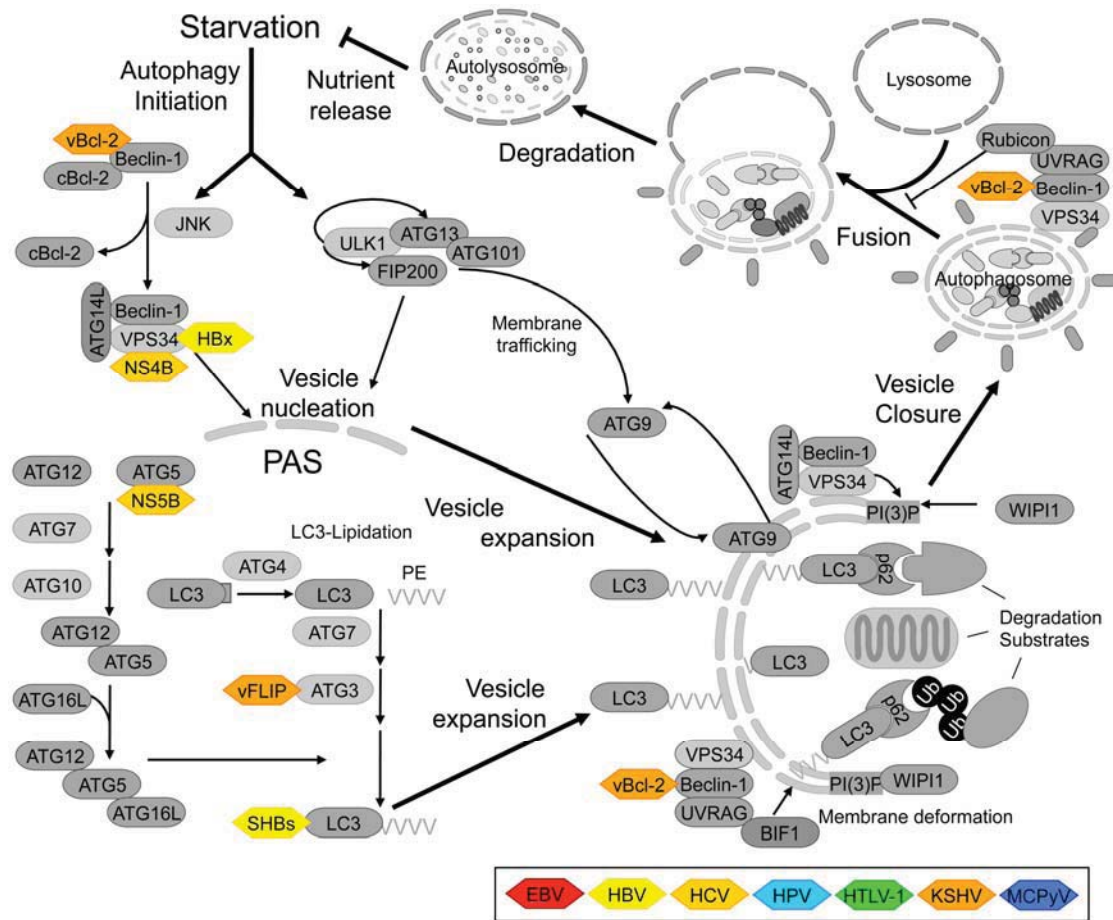 Starvation
Autophagy
Initiation
Nutrient
release
Autolysosome
Lysosome
Degradation
Fusion
Rubicon
UVRAG
vBcl-2
Beclin-1
VPS34
Autophagosome
vBcl-2
Beclin-1
cBcl-2
JNK
cBcl-2
ULK1
ATG13
ATG101
FIP200
ATG14L
Beclin-1
VPS34
HBx
NS4B
Membrane
trafficking
Vesicle
nucleation
PAS
ATG9
Vesicle
Closure
ATG12
ATG5
NS5B
ATG7
ATG10
ATG12
ATG5
ATG16L
ATG12
ATG5
ATG16L
LC3-Lipidation
ATG4
LC3
LC3
PE
ATG7
vFLIP
ATG3
SHBs
LC3
Vesicle
expansion
Vesicle
expansion
ATG14L
Beclin-1
VPS34
PI(3)P
WIPI1
ATG9
LC3
LC3
p62
Degradation
Substrates
LC3
LC3
LC3
p62
Ub
Ub
Ub
VPS34
vBcl-2
Beclin-1
UVRAG
BIF1
PI(3)P
WIPI1
Membrane deformation
EBV
HBV
HCV
HPV
HTLV-1
KSHV
MCPyV